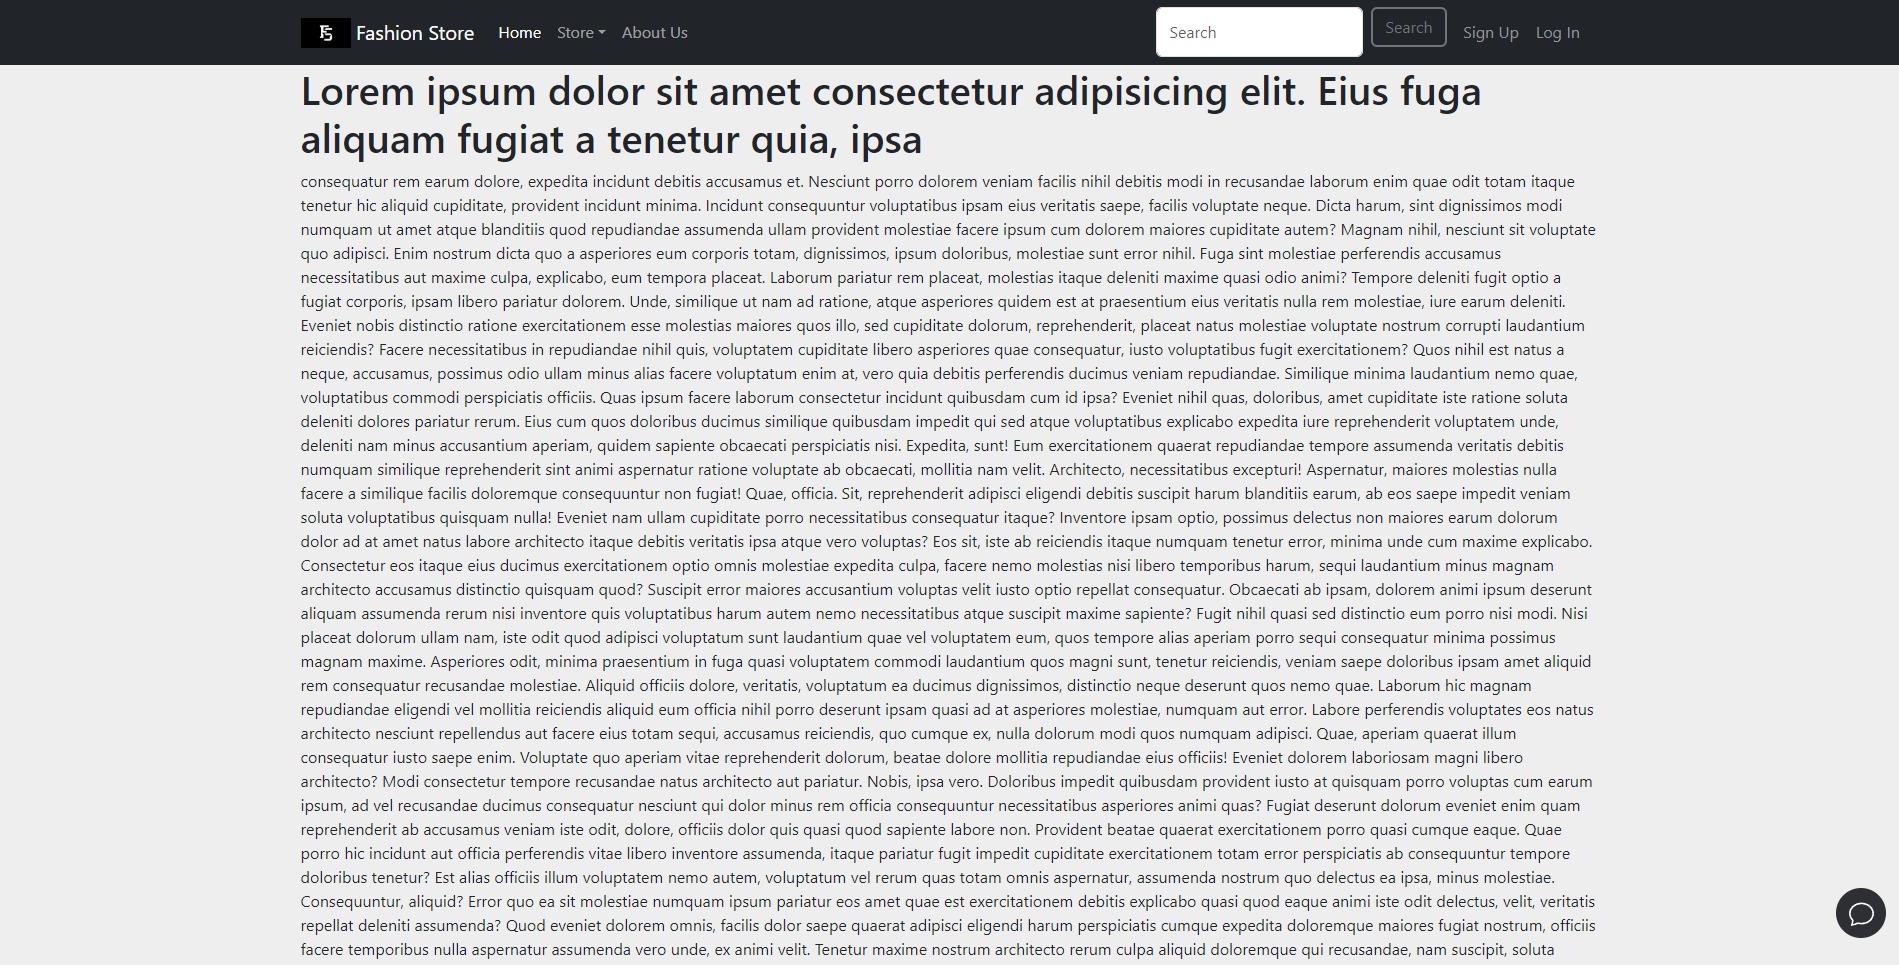 FS Fashion Store Home Store About Us Search Search Sign Up Log In
Lorem ipsum dolor sit amet consectetur adipisicing elit. Eius fuga
aliquam fugiat a tenetur quia, ipsa
consequatur rem earum dolore, expedita incidunt debitis accusamus et. Nesciunt porro dolorem veniam facilis nihil debitis modi in recusandae laborum enim quae odit totam itaque
tenetur hic aliquid cupiditate, provident incidunt minima. Incidunt consequuntur voluptatibus ipsam eius veritatis saepe, facilis voluptate neque. Dicta harum, sint dignissimos modi
numquam ut amet atque blanditiis quod repudiandae assumenda ullam provident molestiae facere ipsum cum dolorem maiores cupiditate autem? Magnam nihil, nesciunt sit voluptate
quo adipisci. Enim nostrum dicta quo a asperiores eum corporis totam, dignissimos, ipsum doloribus, molestiae sunt error nihil. Fuga sint molestiae perferendis accusamus
necessitatibus aut maxime culpa, explicabo, eum tempora placeat. Laborum pariatur rem placeat, molestias itaque deleniti maxime quasi odio animi? Tempore deleniti fugit optio a
fugiat corporis, ipsam libero pariatur dolorem. Unde, similique ut nam ad ratione, atque asperiores quidem est at praesentium eius veritatis nulla rem molestiae, iure earum deleniti.
Eveniet nobis distinctio ratione exercitationem esse molestias maiores quos illo, sed cupiditate dolorum, reprehenderit, placeat natus molestiae voluptate nostrum corrupti laudantium
reiciendis? Facere necessitatibus in repudiandae nihil quis, voluptatem cupiditate libero asperiores quae consequatur, iusto voluptatibus fugit exercitationem? Quos nihil est natus a
neque, accusamus, possimus odio ullam minus alias facere voluptatum enim at, vero quia debitis perferendis ducimus veniam repudiandae. Similique minima laudantium nemo quae,
voluptatibus commodi perspiciatis officiis. Quas ipsum facere laborum consectetur incidunt quibusdam cum id ipsa? Eveniet nihil quas, doloribus, amet cupiditate iste ratione soluta
deleniti dolores pariatur rerum. Eius cum quos doloribus ducimus similique quibusdam impedit qui sed atque voluptatibus explicabo expedita iure reprehenderit voluptatem unde,
deleniti nam minus accusantium aperiam, quidem sapiente obcaecati perspiciatis nisi. Expedita, sunt! Eum exercitationem quaerat repudiandae tempore assumenda veritatis debitis
numquam similique reprehenderit sint animi aspernatur ratione voluptate ab obcaecati, mollitia nam velit. Architecto, necessitatibus excepturi! Aspernatur, maiores molestias nulla
facere a similique facilis doloremque consequuntur non fugiat! Quae, officia. Sit, reprehenderit adipisci eligendi debitis suscipit harum blanditiis earum, ab eos saepe impedit veniam
soluta voluptatibus quisquam nulla! Eveniet nam ullam cupiditate porro necessitatibus consequatur itaque? Inventore ipsam optio, possimus delectus non maiores earum dolorum
dolor ad at amet natus labore architecto itaque debitis veritatis ipsa atque vero voluptas? Eos sit, iste ab reiciendis itaque numquam tenetur error, minima unde cum maxime explicabo.
Consectetur eos itaque eius ducimus exercitationem optio omnis molestiae expedita culpa, facere nemo molestias nisi libero temporibus harum, sequi laudantium minus magnam
architecto accusamus distinctio quisquam quod? Suscipit error maiores accusantium voluptas velit iusto optio repellat consequatur. Obcaecati ab ipsam, dolorem animi ipsum deserunt
aliquam assumenda rerum nisi inventore quis voluptatibus harum autem nemo necessitatibus atque suscipit maxime sapiente? Fugit nihil quasi sed distinctio eum porro nisi modi. Nisi
placeat dolorum ullam nam, iste odit quod adipisci voluptatum sunt laudantium quae vel voluptatem eum, quos tempore alias aperiam porro sequi consequatur minima possimus
magnam maxime. Asperiores odit, minima praesentium in fuga quasi voluptatem commodi laudantium quos magni sunt, tenetur reiciendis, veniam saepe doloribus ipsam amet aliquid
rem consequatur recusandae molestiae. Aliquid officiis dolore, veritatis, voluptatum ea ducimus dignissimos, distinctio neque deserunt quos nemo quae. Laborum hic magnam
repudiandae eligendi vel mollitia reiciendis aliquid eum officia nihil porro deserunt ipsam quasi ad at asperiores molestiae, numquam aut error. Labore perferendis voluptates eos natus
architecto nesciunt repellendus aut facere eius totam sequi, accusamus reiciendis, quo cumque ex, nulla dolorum modi quos numquam adipisci. Quae, aperiam quaerat illum
consequatur iusto saepe enim. Voluptate quo aperiam vitae reprehenderit dolorum, beatae dolore mollitia repudiandae eius officiis! Eveniet dolorem laboriosam magni libero
architecto? Modi consectetur tempore recusandae natus architecto aut pariatur. Nobis, ipsa vero. Doloribus impedit quibusdam provident iusto at quisquam porro voluptas cum earum
ipsum, ad vel recusandae ducimus consequatur nesciunt qui dolor minus rem officia consequuntur necessitatibus asperiores animi quas? Fugiat deserunt dolorum eveniet enim quam
reprehenderit ab accusamus veniam iste odit, dolore, officiis dolor quis quasi quod sapiente labore non. Provident beatae quaerat exercitationem porro quasi cumque eaque. Quae
porro hic incidunt aut officia perferendis vitae libero inventore assumenda, itaque pariatur fugit impedit cupiditate exercitationem totam error perspiciatis ab consequuntur tempore
doloribus tenetur? Est alias officiis illum voluptatem nemo autem, voluptatum vel rerum quas totam omnis aspernatur, assumenda nostrum quo delectus ea ipsa, minus molestiae.
Consequuntur, aliquid? Error quo ea sit molestiae numquam ipsum pariatur eos amet quae est exercitationem debitis explicabo quasi quod eaque animi iste odit delectus, velit, veritatis
repellat deleniti assumenda? Quod eveniet dolorem omnis, facilis dolor saepe quaerat adipisci eligendi harum perspiciatis cumque expedita doloremque maiores fugiat nostrum, officiis
facere temporibus nulla aspernatur assumenda vero unde, ex animi velit. Tenetur maxime nostrum architecto rerum culpa aliquid doloremque qui recusandae, nam suscipit, soluta